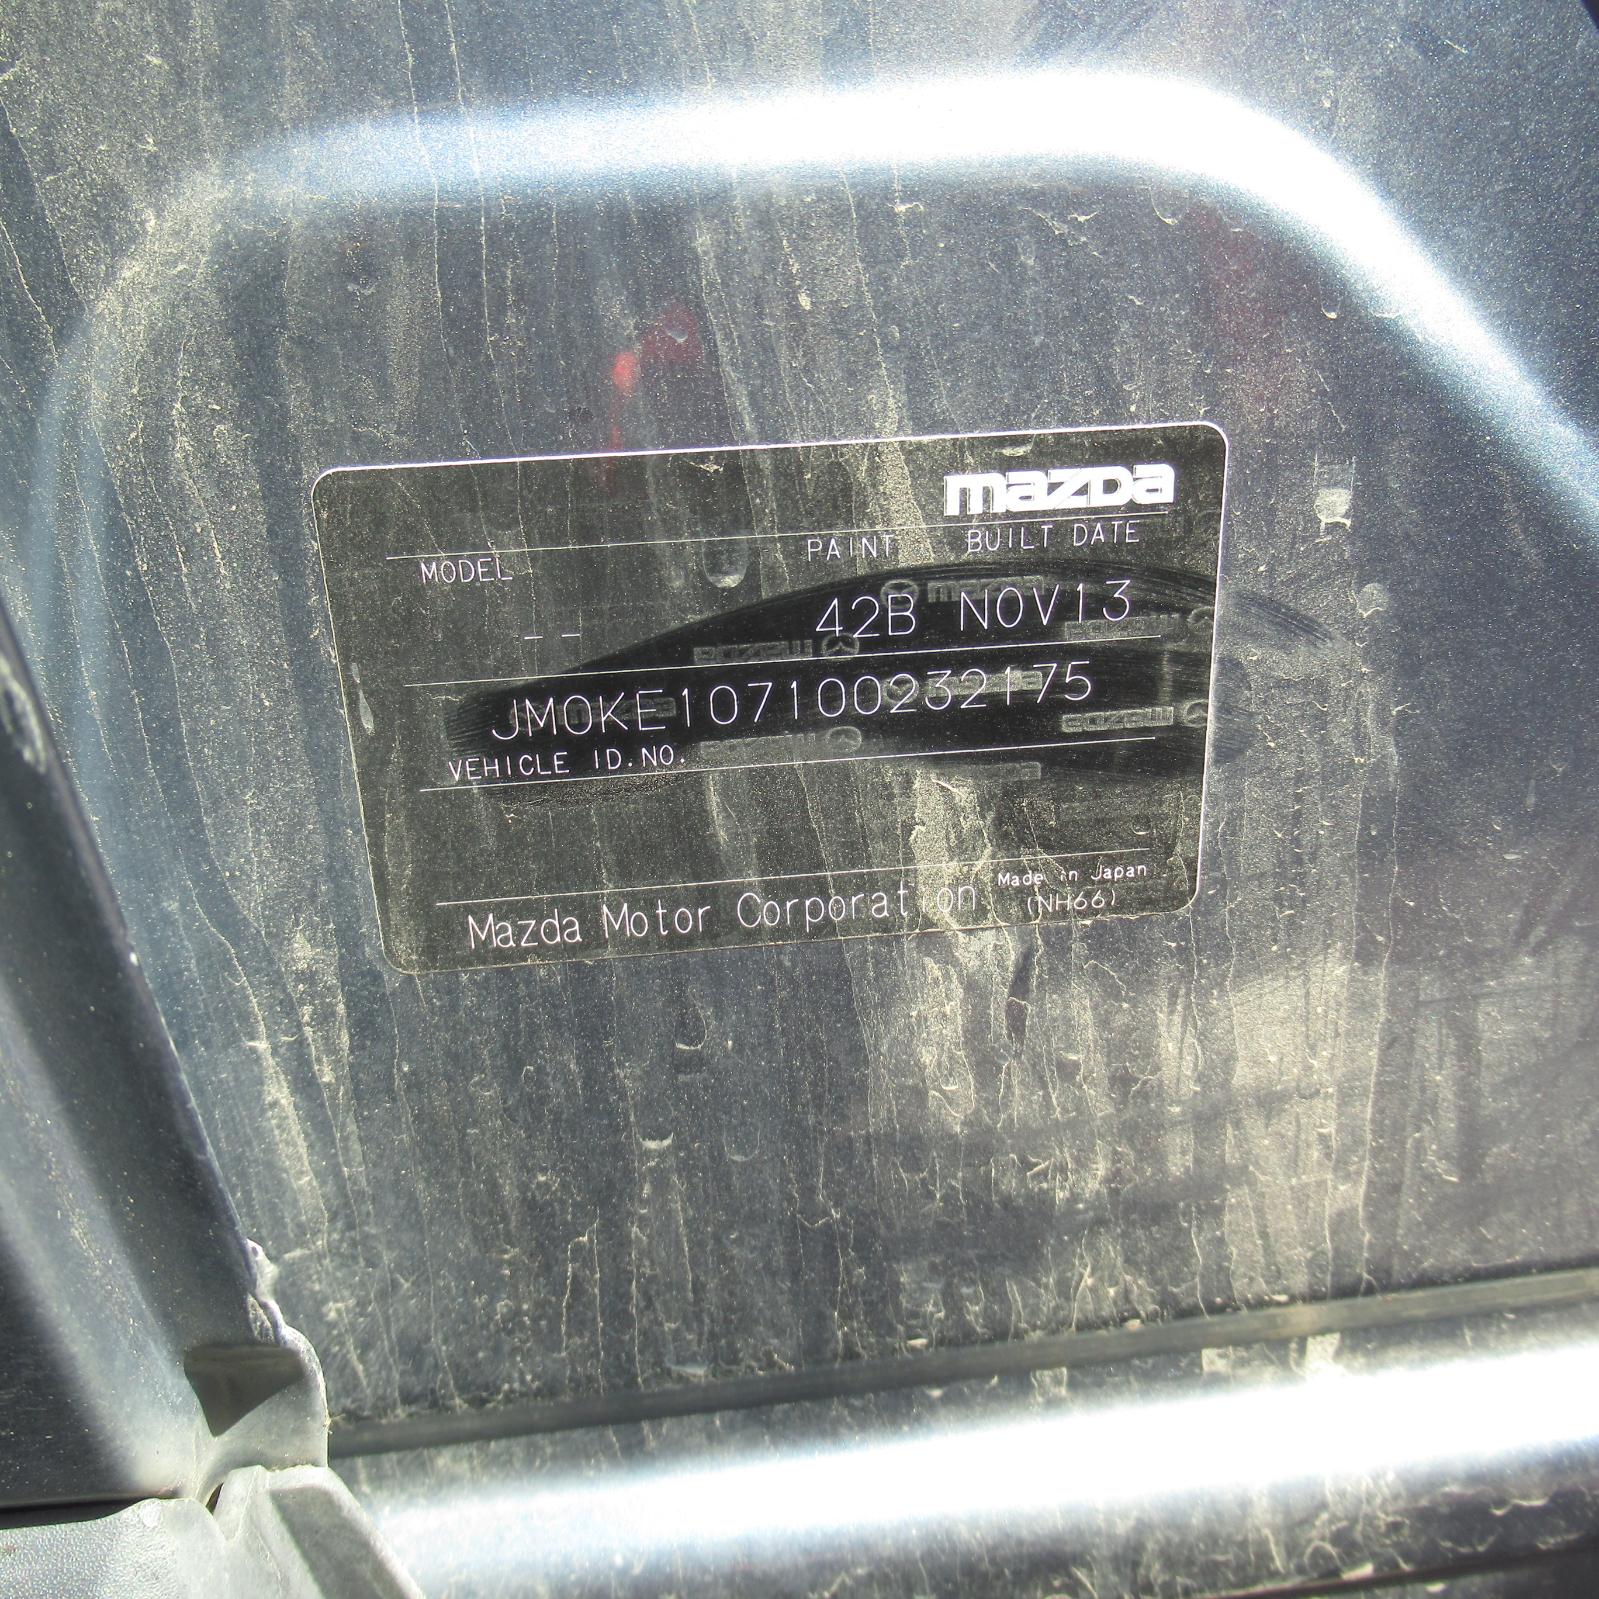 mazda
MODEL PAINT BUILT DATE
-- 42B NOV13
JM0KE107100232175
VEHICLE ID.NO.
Mazda Motor Corporation Made in Japan
(NH66)